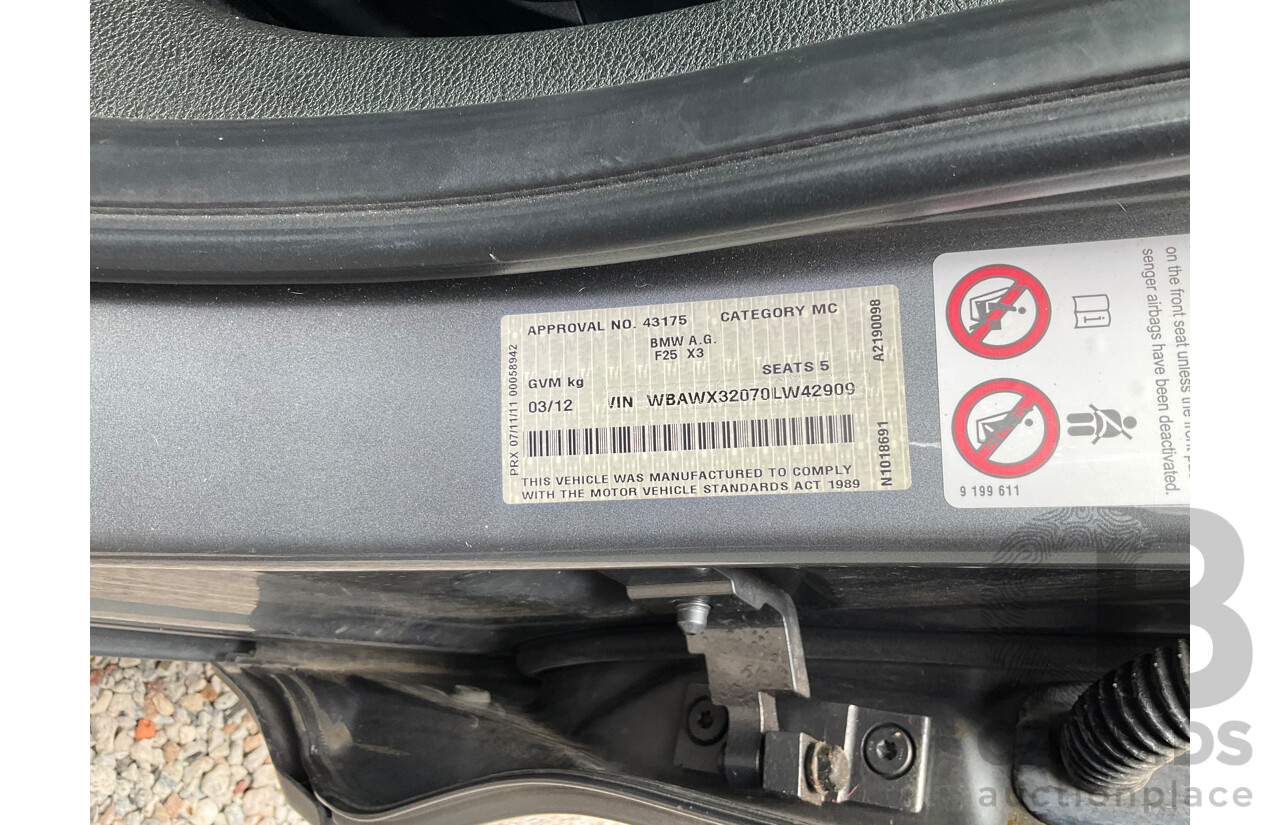 APPROVAL NO. 43175 CATEGORY MC
BMW A.G.
F25 X3
SEATS 5
GVM kg
03/12 VIN WBAWX32070LW42909
THIS VEHICLE WAS MANUFACTURED TO COMPLY
WITH THE MOTOR VEHICLE STANDARDS ACT 1989
PRX 07/11/11 00058942
A2190098
N1018691
on the front seat unless the front
senger airbags have been deactivated.
9 199 611
auctionplace